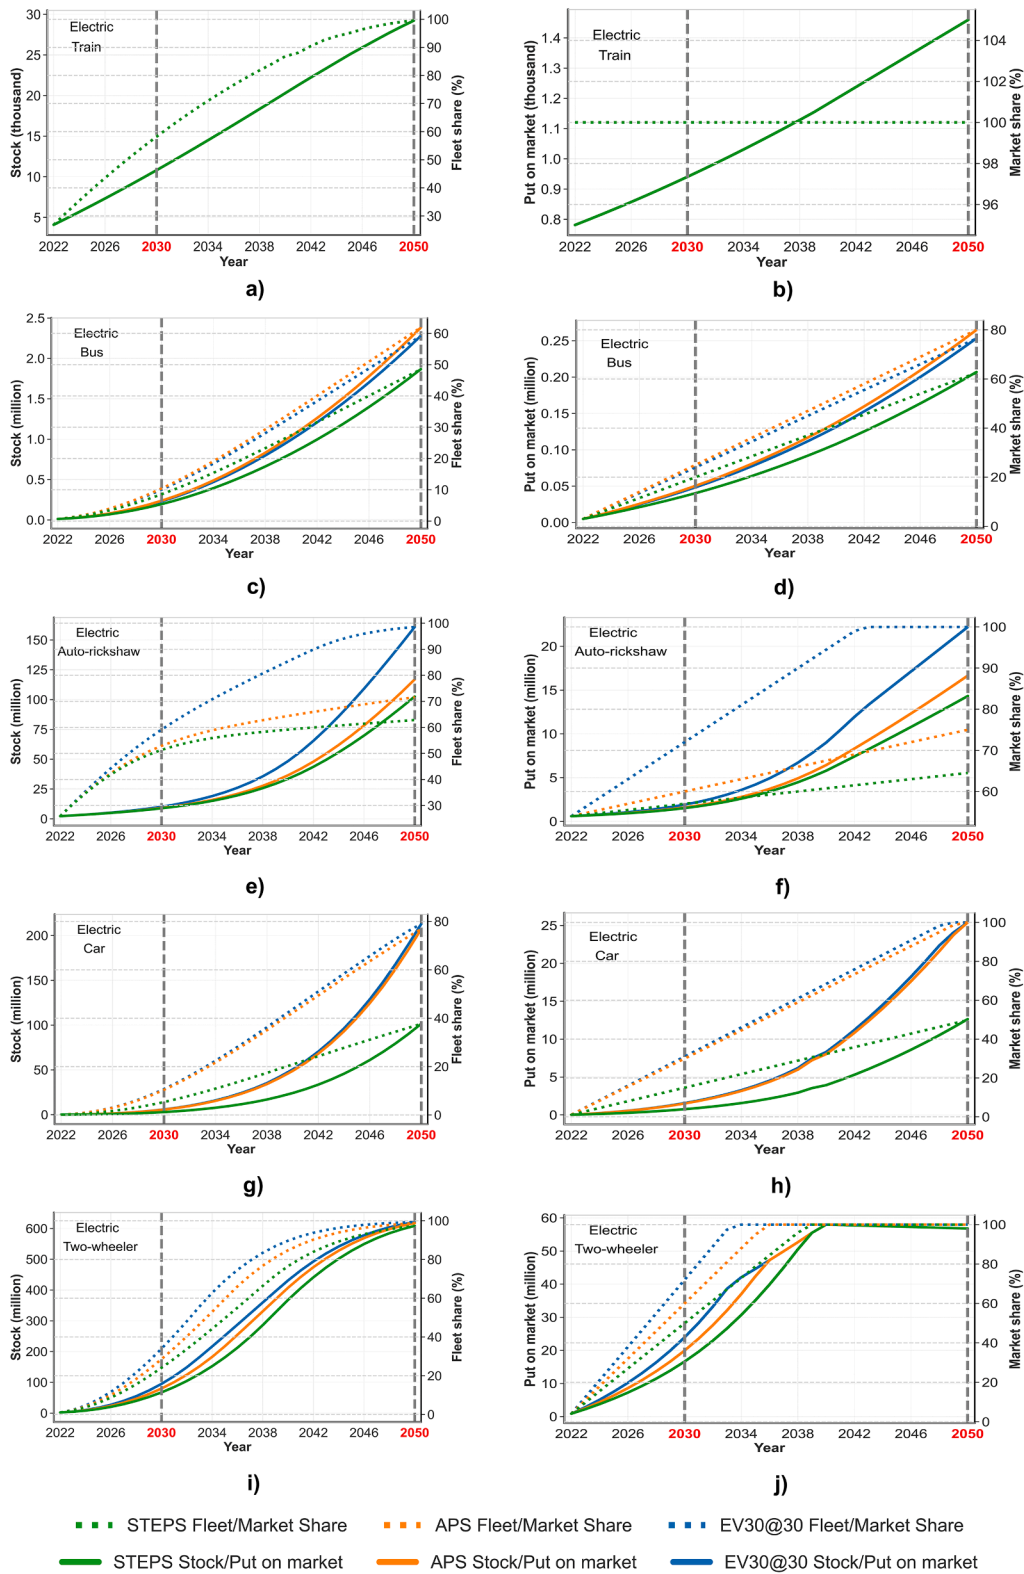 Electric
Train
Stock (thousand)
30
25
20
15
10
5
100
90
80
70
60
50
40
30
Fleet share (%)
2022 2026 2030 2034 2038 2042 2046 2050
Year
a)
Electric
Train
Put on market (thousand)
1.4
1.3
1.2
1.1
1.0
0.9
0.8
104
102
100
98
96
Market share (%)
2022 2026 2030 2034 2038 2042 2046 2050
Year
b)
Electric
Bus
Stock (million)
2.5
2.0
1.5
1.0
0.5
0.0
60
50
40
30
20
10
0
Fleet share (%)
2022 2026 2030 2034 2038 2042 2046 2050
Year
c)
Electric
Bus
Put on market (million)
0.25
0.20
0.15
0.10
0.05
0.00
80
60
40
20
0
Market share (%)
2022 2026 2030 2034 2038 2042 2046 2050
Year
d)
Electric
Auto-rickshaw
Stock (million)
150
125
100
75
50
25
0
100
90
80
70
60
50
40
30
Fleet share (%)
2022 2026 2030 2034 2038 2042 2046 2050
Year
e)
Electric
Auto-rickshaw
Put on market (million)
20
15
10
5
0
100
90
80
70
60
Market share (%)
2022 2026 2030 2034 2038 2042 2046 2050
Year
f)
Electric
Car
Stock (million)
200
150
100
50
0
80
60
40
20
0
Fleet share (%)
2022 2026 2030 2034 2038 2042 2046 2050
Year
g)
Electric
Car
Put on market (million)
25
20
15
10
5
0
100
80
60
40
20
0
Market share (%)
2022 2026 2030 2034 2038 2042 2046 2050
Year
h)
Electric
Two-wheeler
Stock (million)
600
500
400
300
200
100
0
100
80
60
40
20
0
Fleet share (%)
2022 2026 2030 2034 2038 2042 2046 2050
Year
i)
Electric
Two-wheeler
Put on market (million)
60
50
40
30
20
10
0
100
80
60
40
20
0
Market share (%)
2022 2026 2030 2034 2038 2042 2046 2050
Year
j)
STEPS Fleet/Market Share APS Fleet/Market Share EV30@30 Fleet/Market Share
STEPS Stock/Put on market APS Stock/Put on market EV30@30 Stock/Put on market